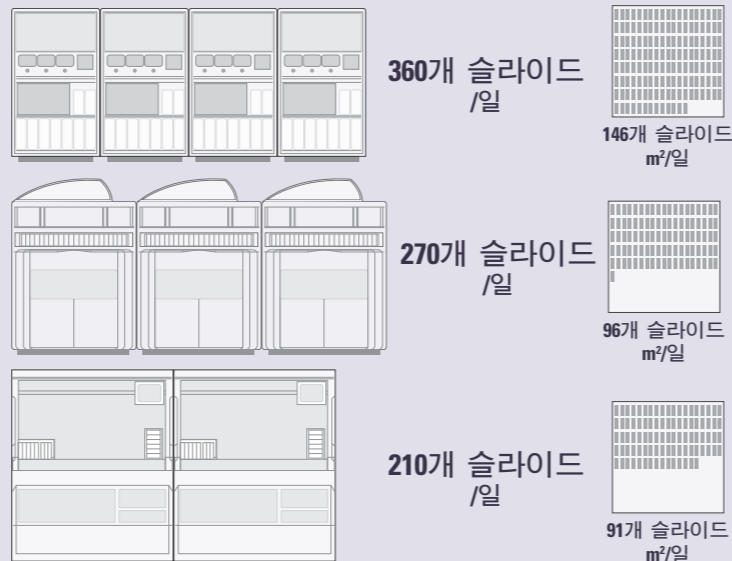 360개 슬라이드
/일
146개 슬라이드
m²/일
270개 슬라이드
/일
96개 슬라이드
m²/일
210개 슬라이드
/일
91개 슬라이드
m²/일